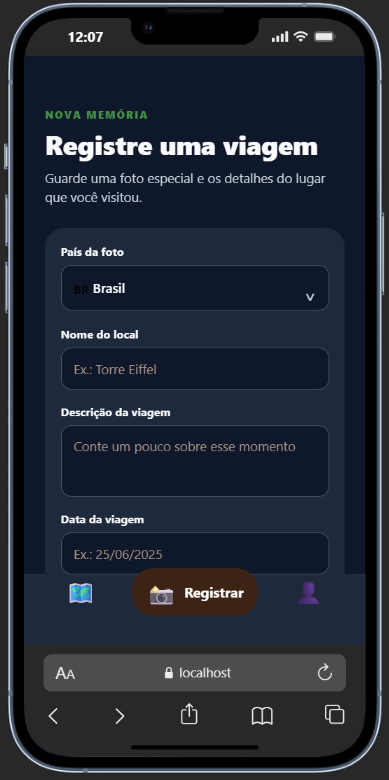 12:07
NOVA MEMÓRIA
Registre uma viagem
Guarde uma foto especial e os detalhes do lugar
que você visitou.
País da foto
BR Brasil
v
Nome do local
Ex.: Torre Eiffel
Descrição da viagem
Conte um pouco sobre esse momento
Data da viagem
Ex.: 25/06/2025
Registrar
AA localhost